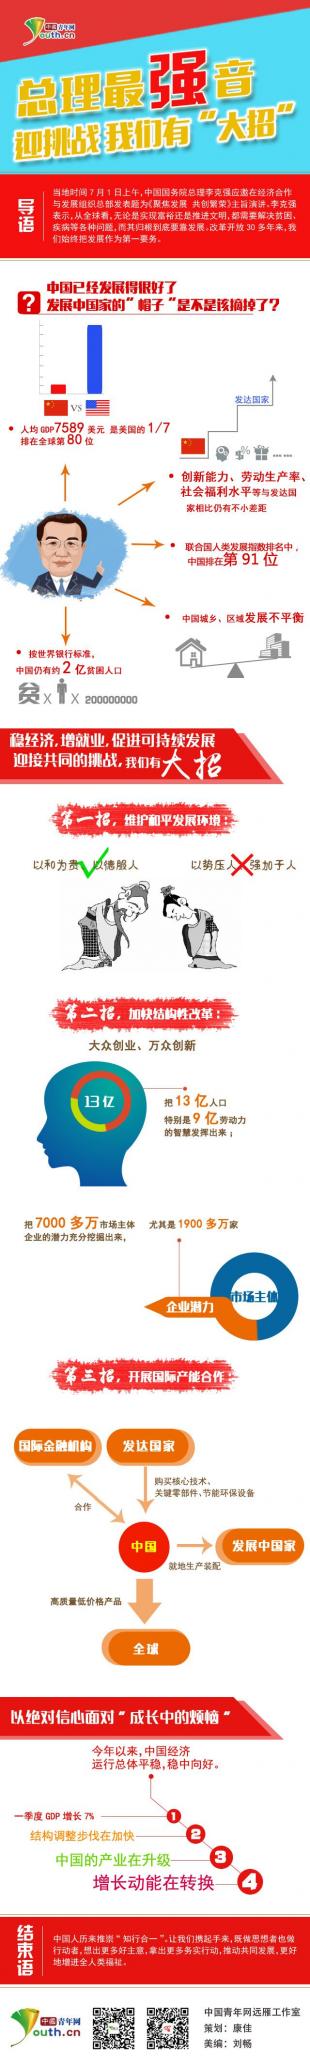 中国青年网
Youth.cn
总理最强音
迎挑战 我们有“大招”
导语
当地时间7月1日上午，中国国务院总理李克强应邀在经济合作
与发展组织总部发表题为《聚焦发展 共创繁荣》主旨演讲。李克强
表示，从全球看，无论是实现富裕还是推进文明，都需要解决贫困、
疾病等各种问题，而其归根到底要靠发展。改革开放30多年来，我
们始终把发展作为第一要务。
?
中国已经发展得很好了
发展中国家的“帽子“是不是该摘掉了?
VS
人均GDP7589美元 是美国的1/7
排在全球第80位
发达国家
创新能力、劳动生产率、
社会福利水平等与发达国
家相比仍有不小差距
联合国人类发展指数排名中，
中国排在第91位
中国城乡、区域发展不平衡
按世界银行标准，
中国仍有约2亿贫困人口
贫X X 200000000
稳经济，增就业，促进可持续发展
迎接共同的挑战，我们有大招
第一招，维护和平发展环境：
以和为贵 以德服人
以势压人 强加于人
第二招，加快结构性改革：
大众创业、万众创新
13亿
把13亿人口
特别是9亿劳动力
的智慧发挥出来；
把7000多万市场主体
企业的潜力充分挖掘出来，
尤其是1900多万家
市场主体
企业潜力
第三招，开展国际产能合作
国际金融机构
发达国家
合作
购买核心技术、
关键零部件、节能环保设备
中国
发展中国家
就地生产装配
高质量低价格产品
全球
以绝对信心面对“成长中的烦恼“
今年以来，中国经济
运行总体平稳，稳中向好。
一季度GDP增长7% 1
结构调整步伐在加快 2
中国的产业在升级 3
增长动能在转换 4
结束语
中国人历来推崇“知行合一”。让我们携起手来，既做思想者也做
行动者，想出更多好主意，拿出更多务实行动，推动共同发展，更好
地增进全人类福祉。
中国青年网
Youth.cn
中国青年网远雁工作室
策划：康佳
美编：刘畅